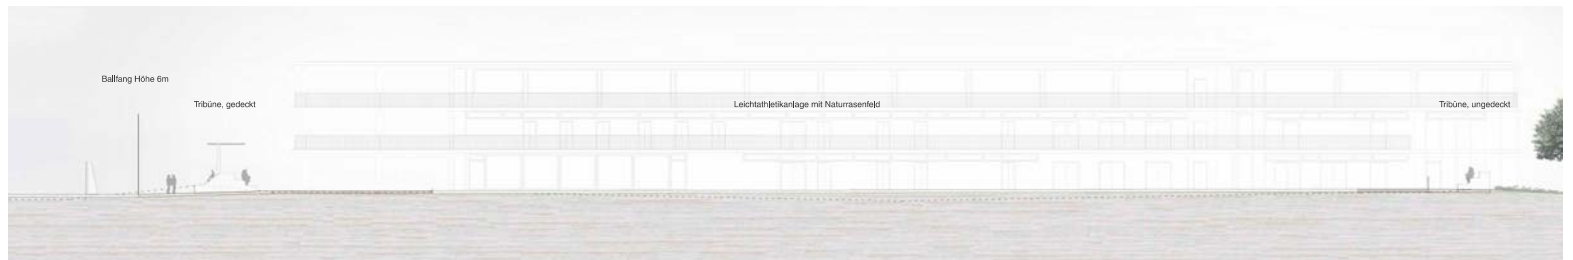 Ballfang Höhe 6m
Tribüne, gedeckt
Leichtathletikanlage mit Naturrasenfeld
Tribüne, ungedeckt